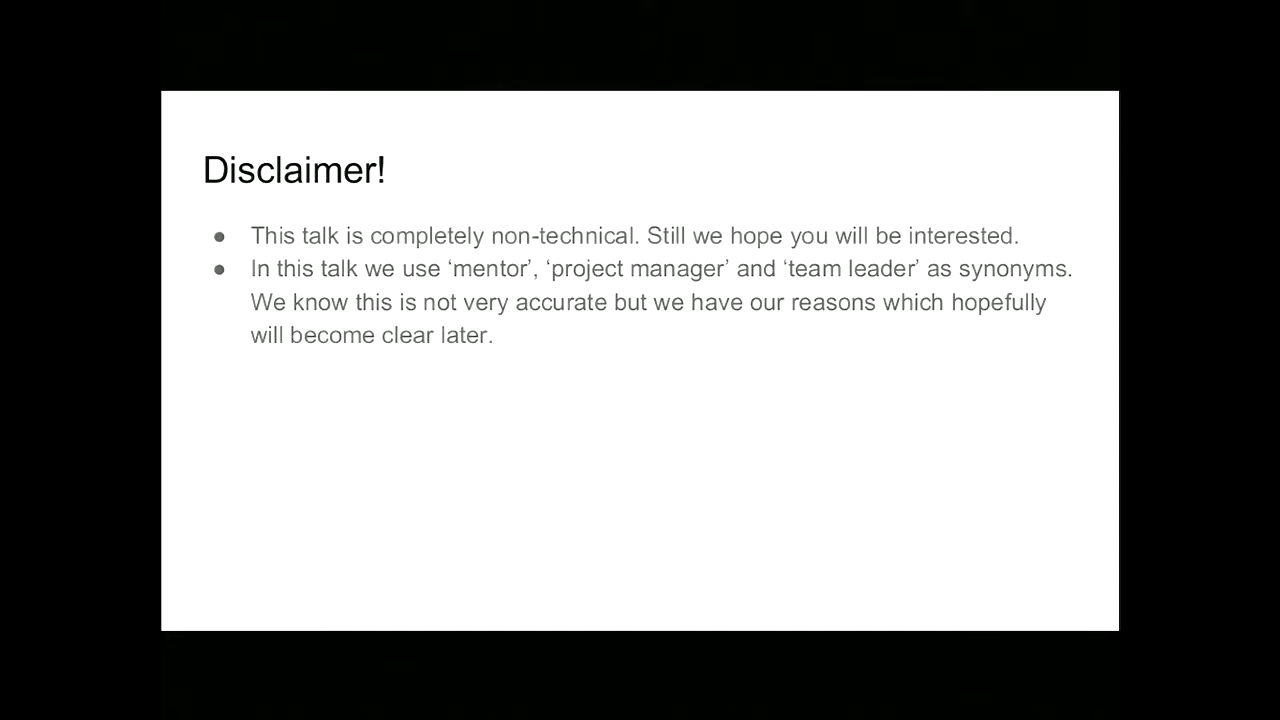 Disclaimer!
● This talk is completely non-technical. Still we hope you will be interested.
● In this talk we use ‘mentor’, ‘project manager’ and ‘team leader’ as synonyms.
We know this is not very accurate but we have our reasons which hopefully
will become clear later.